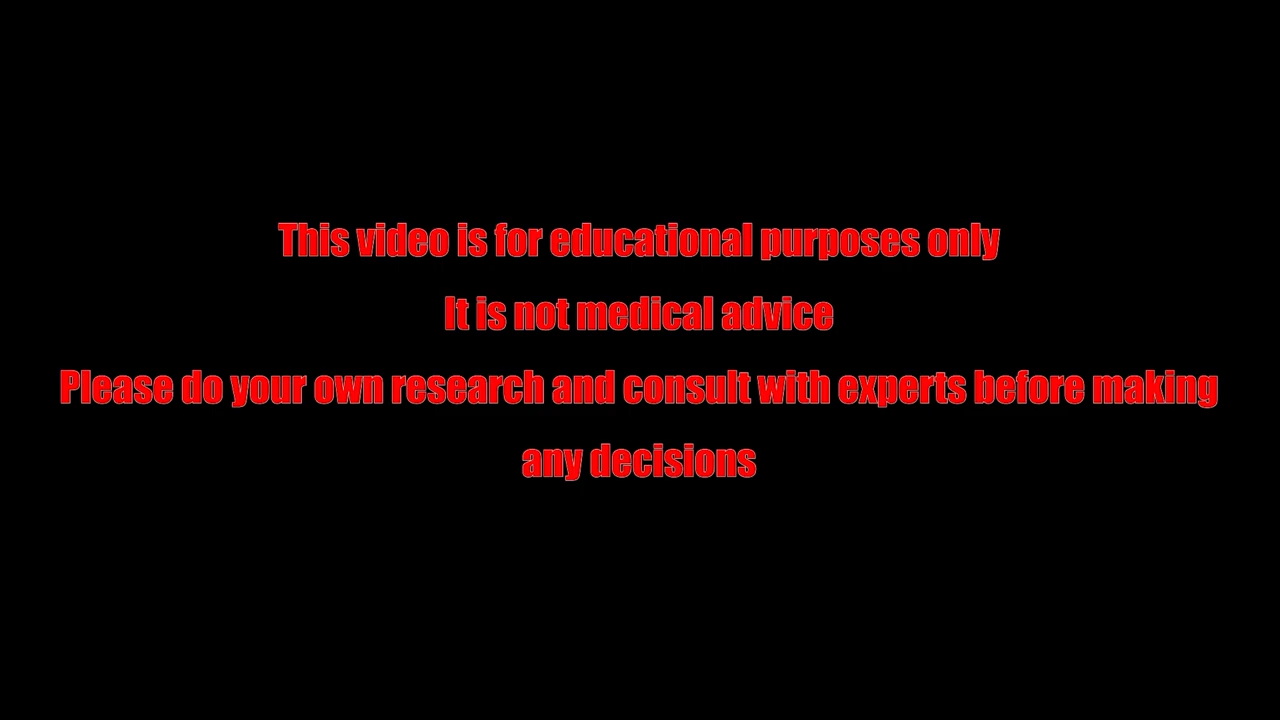 This video is for educational purposes only
It is not medical advice
Please do your own research and consult with experts before making
any decisions